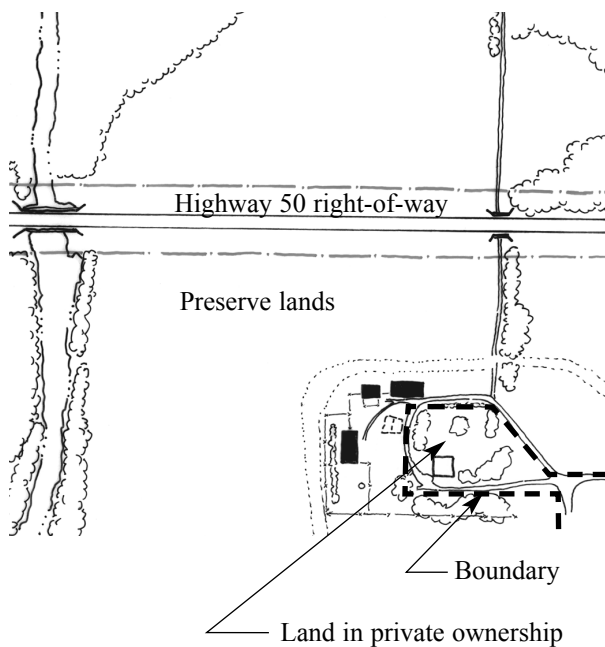 Highway 50 right-of-way
Preserve lands
Boundary
Land in private ownership